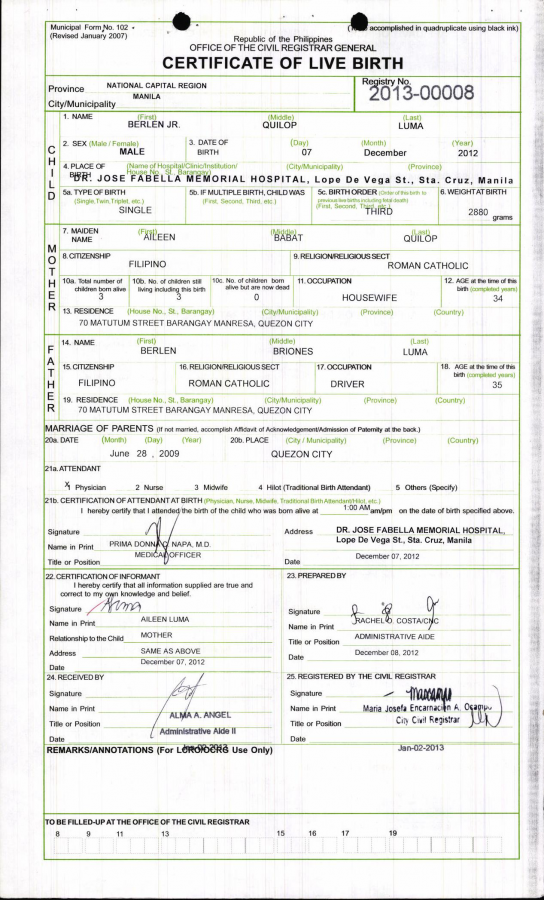 Municipal Form No. 102
(Revised January 2007)
accomplished in quadruplicate using black ink)
Republic of the Philippines
OFFICE OF THE CIVIL REGISTRAR GENERAL
CERTIFICATE OF LIVE BIRTH
Province NATIONAL CAPITAL REGION
MANILA
City/Municipality
Registry No.
2013-00008
CHILD
1. NAME (First) (Middle) (Last)
BERLEN JR. QUILOP LUMA
2. SEX (Male / Female) 3. DATE OF BIRTH (Day) (Month) (Year)
MALE 07 December 2012
4. PLACE OF BIRTH (Name of Hospital/Clinic/Institution/ House No., St., Barangay) (City/Municipality) (Province)
DR. JOSE FABELLA MEMORIAL HOSPITAL, Lope De Vega St., Sta. Cruz, Manila
5a. TYPE OF BIRTH (Single,Twin,Triplet, etc.) 5b. IF MULTIPLE BIRTH, CHILD WAS (First, Second, Third, etc.) 5c. BIRTH ORDER (Order of this birth to previous live births including fetal death) (First, Second, Third, etc.) 6. WEIGHT AT BIRTH
SINGLE THIRD 2880 grams
MOTHER
7. MAIDEN NAME (First) (Middle) (Last)
AILEEN BABAT QUILOP
8. CITIZENSHIP 9. RELIGION/RELIGIOUS SECT
FILIPINO ROMAN CATHOLIC
10a. Total number of children born alive 10b. No. of children still living including this birth 10c. No. of children born alive but are now dead 11. OCCUPATION 12. AGE at the time of this birth (completed years)
3 3 0 HOUSEWIFE 34
13. RESIDENCE (House No., St., Barangay) (City/Municipality) (Province) (Country)
70 MATUTUM STREET BARANGAY MANRESA, QUEZON CITY
FATHER
14. NAME (First) (Middle) (Last)
BERLEN BRIONES LUMA
15. CITIZENSHIP 16. RELIGION/RELIGIOUS SECT 17. OCCUPATION 18. AGE at the time of this birth (completed years)
FILIPINO ROMAN CATHOLIC DRIVER 35
19. RESIDENCE (House No., St., Barangay) (City/Municipality) (Province) (Country)
70 MATUTUM STREET BARANGAY MANRESA, QUEZON CITY
MARRIAGE OF PARENTS (If not married, accomplish Affidavit of Acknowledgement/Admission of Paternity at the back.)
20a. DATE (Month) (Day) (Year) 20b. PLACE (City / Municipality) (Province) (Country)
June 28 , 2009 QUEZON CITY
21a. ATTENDANT
X 1 Physician 2 Nurse 3 Midwife 4 Hilot (Traditional Birth Attendant) 5 Others (Specify)
21b. CERTIFICATION OF ATTENDANT AT BIRTH (Physician, Nurse, Midwife, Traditional Birth Attendant/Hilot, etc.)
I hereby certify that I attended the birth of the child who was born alive at 1:00 AM am/pm on the date of birth specified above.
Signature
Name in Print PRIMA DONNA NAPA, M.D.
Title or Position MEDICAL OFFICER
Address DR. JOSE FABELLA MEMORIAL HOSPITAL,
Lope De Vega St., Sta. Cruz, Manila
Date December 07, 2012
22. CERTIFICATION OF INFORMANT
I hereby certify that all information supplied are true and
correct to my own knowledge and belief.
Signature
Name in Print AILEEN LUMA
Relationship to the Child MOTHER
Address SAME AS ABOVE
Date December 07, 2012
23. PREPARED BY
Signature
Name in Print RACHEL D. COSTA/CNC
Title or Position ADMINISTRATIVE AIDE
Date December 08, 2012
24. RECEIVED BY
Signature
Name in Print ALMA A. ANGEL
Title or Position Administrative Aide II
Date Jan-02-2013
25. REGISTERED BY THE CIVIL REGISTRAR
Signature
Name in Print Maria Josefa Encarnacion A. Ocampo
Title or Position City Civil Registrar
Date Jan-02-2013
REMARKS/ANNOTATIONS (For LCRO/OCRG Use Only)
TO BE FILLED-UP AT THE OFFICE OF THE CIVIL REGISTRAR
8 9 11 13 15 16 17 19